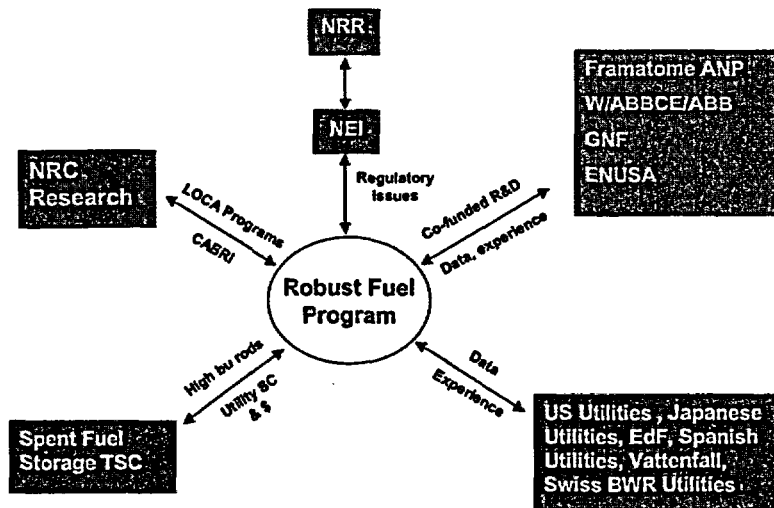 NRR
NEI
Regulatory
issues
Framatome ANP
W/ABBCE/ABB
GNF
ENUSA
NRC
Research
LOCA Programs
CABRI
Co-funded R&D
Data, experience
Robust Fuel
Program
High bu rods
Utility SC
& $
Data
Experience
Spent Fuel
Storage TSC
US Utilities , Japanese
Utilities, EdF, Spanish
Utilities, Vattenfall,
Swiss BWR Utilities